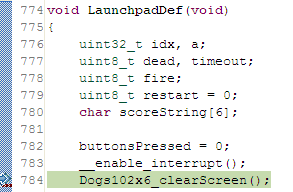 774 void LaunchpadDef(void)
775 {
776     uint32_t idx, a;
777     uint8_t dead, timeout;
778     uint8_t fire;
779     uint8_t restart = 0;
780     char scoreString[6];
781
782     buttonsPressed = 0;
783     __enable_interrupt();
784     Dogs102x6_clearScreen();